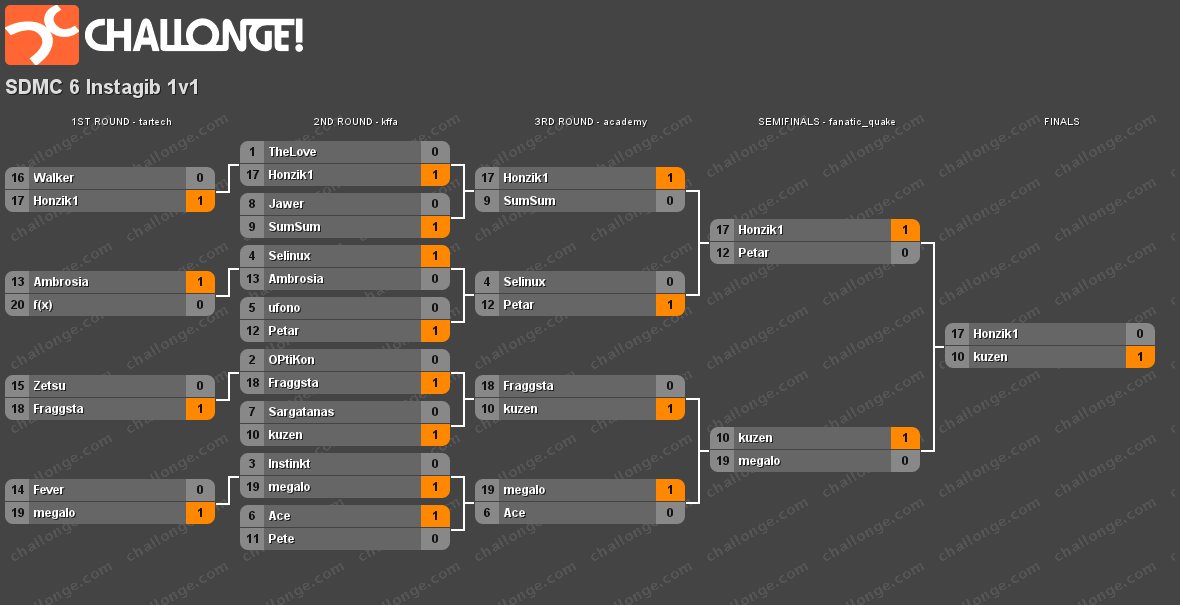 CHALLONGE!
SDMC 6 Instagib 1v1
1ST ROUND - tartech
2ND ROUND - kffa
3RD ROUND - academy
SEMIFINALS - fanatic_quake
FINALS
16 Walker 0
17 Honzik1 1
13 Ambrosia 1
20 f(x) 0
15 Zetsu 0
18 Fraggsta 1
14 Fever 0
19 megalo 1
1 TheLove 0
17 Honzik1 1
8 Jawer 0
9 SumSum 1
4 Selinux 1
13 Ambrosia 0
5 ufono 0
12 Petar 1
2 OPtiKon 0
18 Fraggsta 1
7 Sargatanas 0
10 kuzen 1
3 Instinkt 0
19 megalo 1
6 Ace 1
11 Pete 0
17 Honzik1 1
9 SumSum 0
4 Selinux 0
12 Petar 1
18 Fraggsta 0
10 kuzen 1
19 megalo 1
6 Ace 0
17 Honzik1 1
12 Petar 0
10 kuzen 1
19 megalo 0
17 Honzik1 0
10 kuzen 1
challonge.com